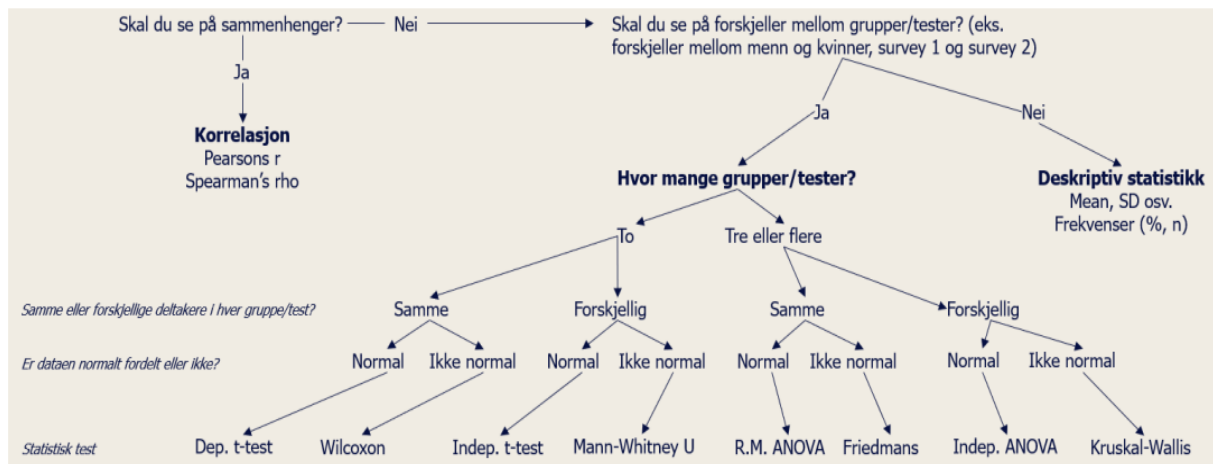 Skal du se på sammenhenger?
Nei
Skal du se på forskjeller mellom grupper/tester? (eks.
forskjeller mellom menn og kvinner, survey 1 og survey 2)
Ja
Ja
Nei
Korrelasjon
Pearsons r
Spearman's rho
Hvor mange grupper/tester?
Deskriptiv statistikk
Mean, SD osv.
Frekvenser (%, n)
To
Tre eller flere
Samme eller forskjellige deltakere i hver gruppe/test?
Samme
Forskjellig
Samme
Forskjellig
Er dataen normalt fordelt eller ikke?
Normal
Ikke normal
Normal
Ikke normal
Normal
Ikke normal
Normal
Ikke normal
Statistisk test
Dep. t-test
Wilcoxon
Indep. t-test
Mann-Whitney U
R.M. ANOVA
Friedmans
Indep. ANOVA
Kruskal-Wallis